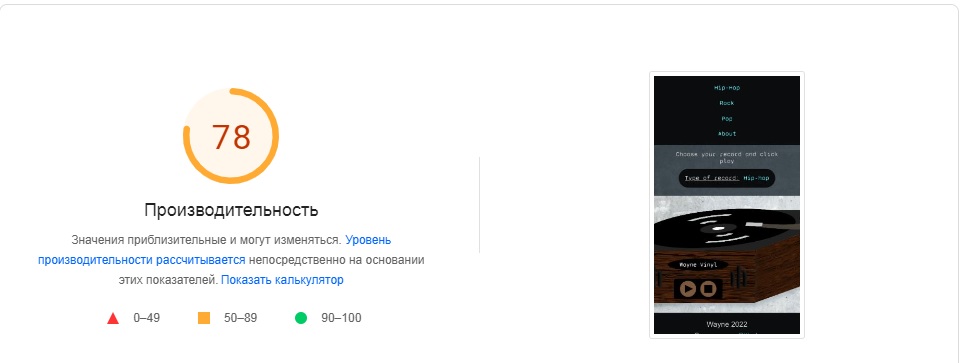 78
Производительность
Значения приблизительные и могут изменяться. Уровень
производительности рассчитывается непосредственно на основании
этих показателей. Показать калькулятор
0–49
50–89
90–100
Hip-Hop
Rock
Pop
About
Choose your record and click
play
Type of record: Hip-hop
Wayne Vinyl
Wayne 2022